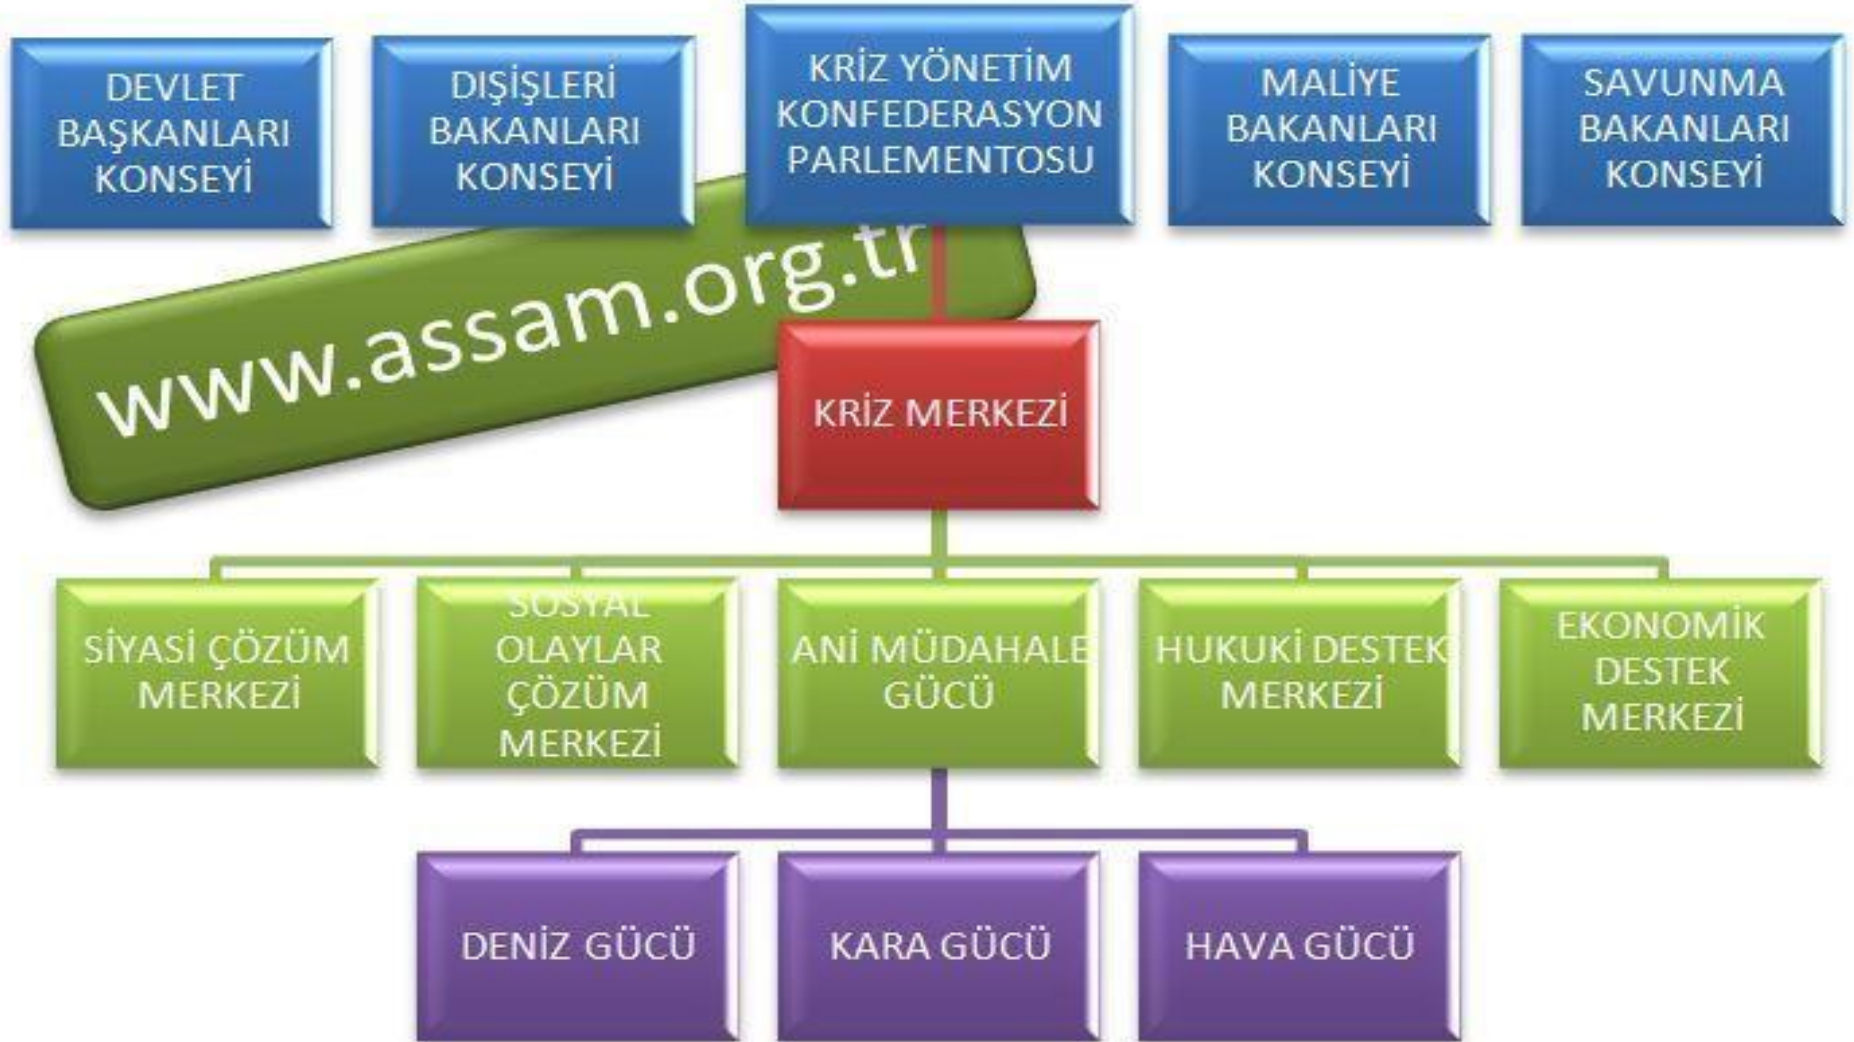 DEVLET
BAŞKANLARI
KONSEYİ
DIŞİŞLERİ
BAKANLARI
KONSEYİ
KRİZ YÖNETİM
KONFEDERASYON
PARLEMENTOSU
MALİYE
BAKANLARI
KONSEYİ
SAVUNMA
BAKANLARI
KONSEYİ
www.assam.org.tr
KRİZ MERKEZİ
SİYASİ ÇÖZÜM
MERKEZİ
SOSYAL
OLAYLAR
ÇÖZÜM
MERKEZİ
ANİ MÜDAHALE
GÜCÜ
HUKUKİ DESTEK
MERKEZİ
EKONOMİK
DESTEK
MERKEZİ
DENİZ GÜCÜ
KARA GÜCÜ
HAVA GÜCÜ